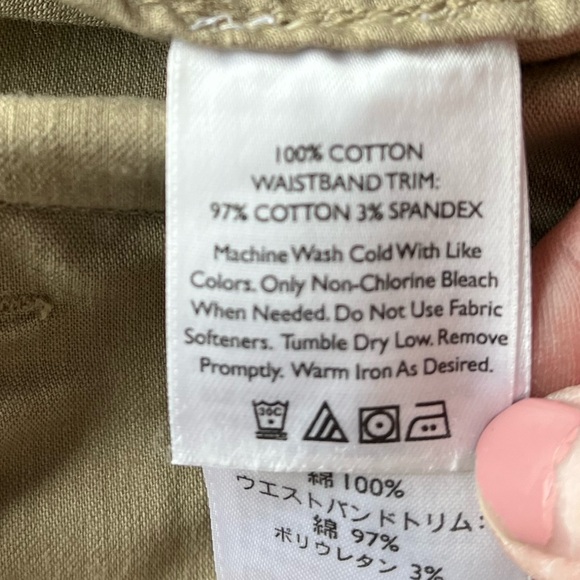 100% COTTON
WAISTBAND TRIM:
97% COTTON 3% SPANDEX
Machine Wash Cold With Like
Colors. Only Non-Chlorine Bleach
When Needed. Do Not Use Fabric
Softeners. Tumble Dry Low. Remove
Promptly. Warm Iron As Desired.
30C
綿 100%
ウエストバンドトリム:
綿 97%
ポリウレタン 3%